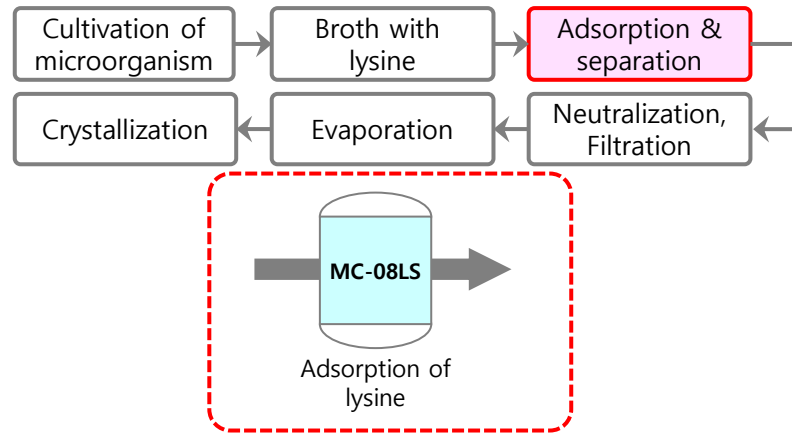 Cultivation of
microorganism
Broth with
lysine
Adsorption &
separation
Crystallization
Evaporation
Neutralization,
Filtration
MC-08LS
Adsorption of
lysine